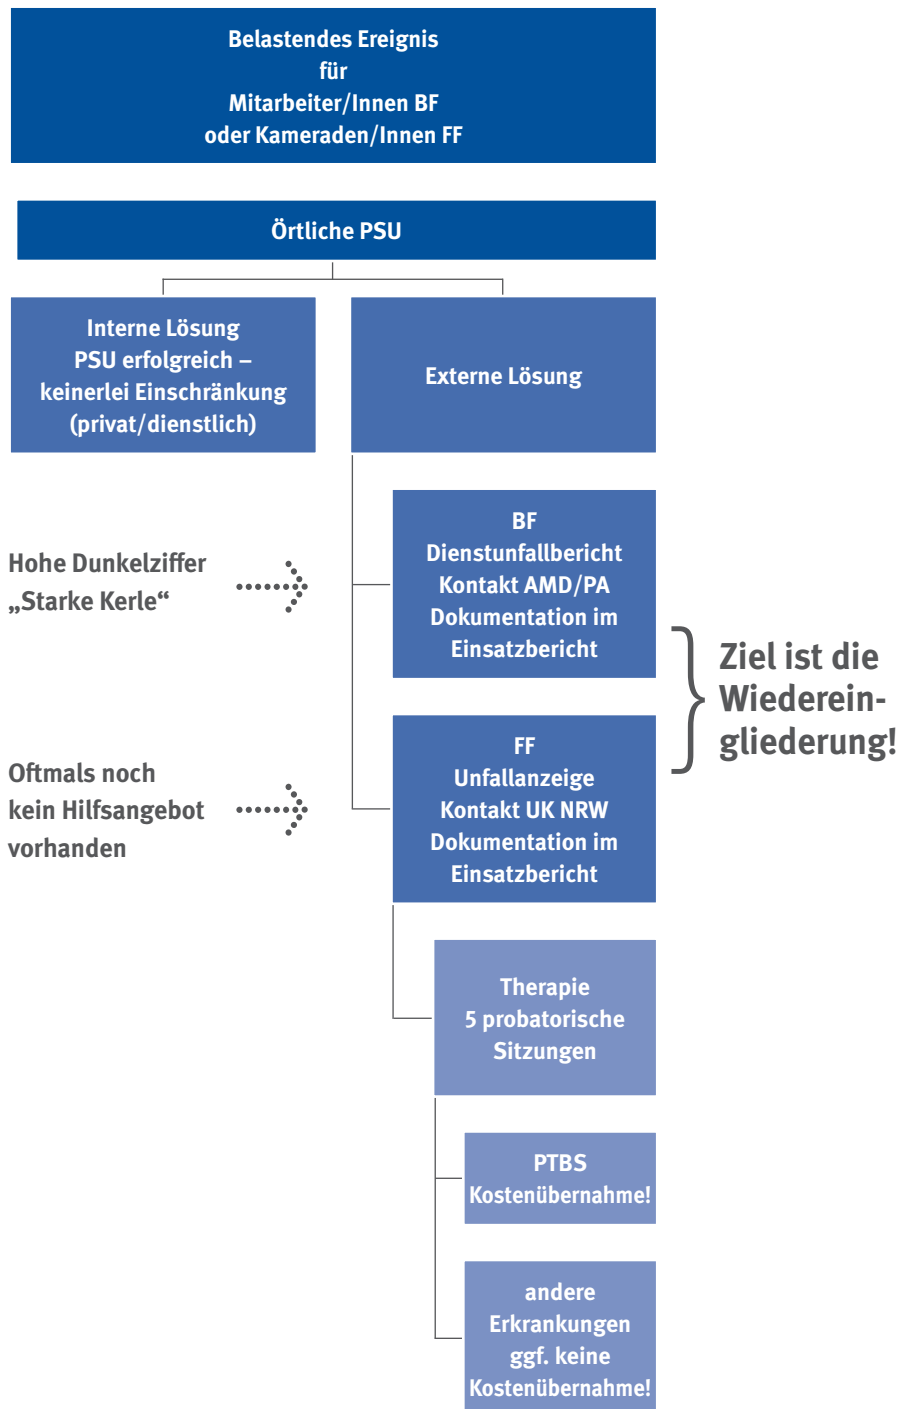 Belastendes Ereignis
für
Mitarbeiter/Innen BF
oder Kameraden/Innen FF
Örtliche PSU
Interne Lösung
PSU erfolgreich –
keinerlei Einschränkung
(privat/dienstlich)
Externe Lösung
Hohe Dunkelziffer
„Starke Kerle“
BF
Dienstunfallbericht
Kontakt AMD/PA
Dokumentation im
Einsatzbericht
Ziel ist die
Wiederein-
gliederung!
Oftmals noch
kein Hilfsangebot
vorhanden
FF
Unfallanzeige
Kontakt UK NRW
Dokumentation im
Einsatzbericht
Therapie
5 probatorische
Sitzungen
PTBS
Kostenübernahme!
andere
Erkrankungen
ggf. keine
Kostenübernahme!